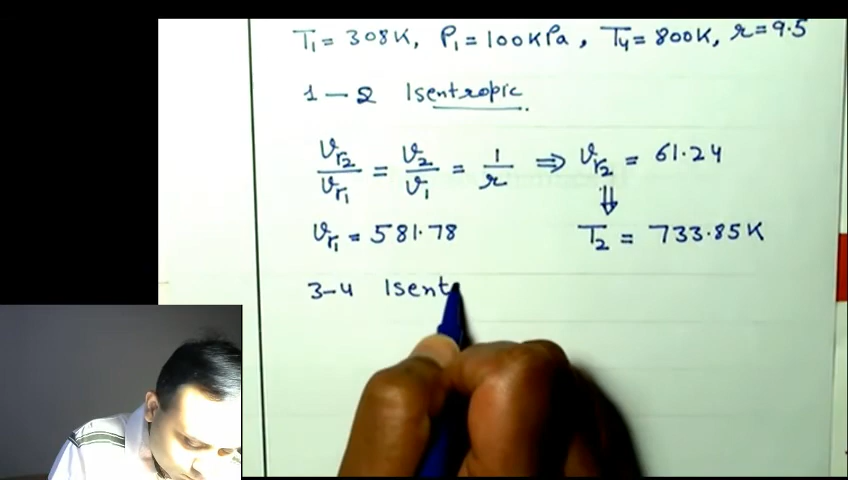 T₁ = 308K, P₁ = 100KPa, T₄ = 800K, r = 9.5
1 – 2 Isentropic.
vr₂/vr₁ = v₂/v₁ = 1/r ⇒ vr₂ = 61.24
⇓
vr₁ = 581.78 T₂ = 733.85K
3–4 Isent